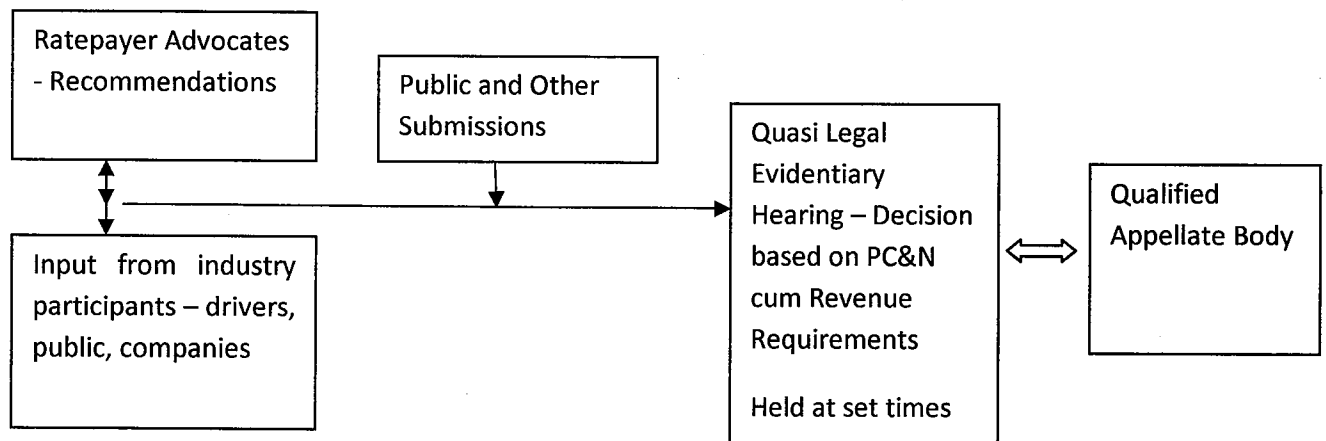 Ratepayer Advocates
- Recommendations
Public and Other
Submissions
Input from industry
participants – drivers,
public, companies
Quasi Legal
Evidentiary
Hearing – Decision
based on PC&N
cum Revenue
Requirements
Held at set times
Qualified
Appellate Body